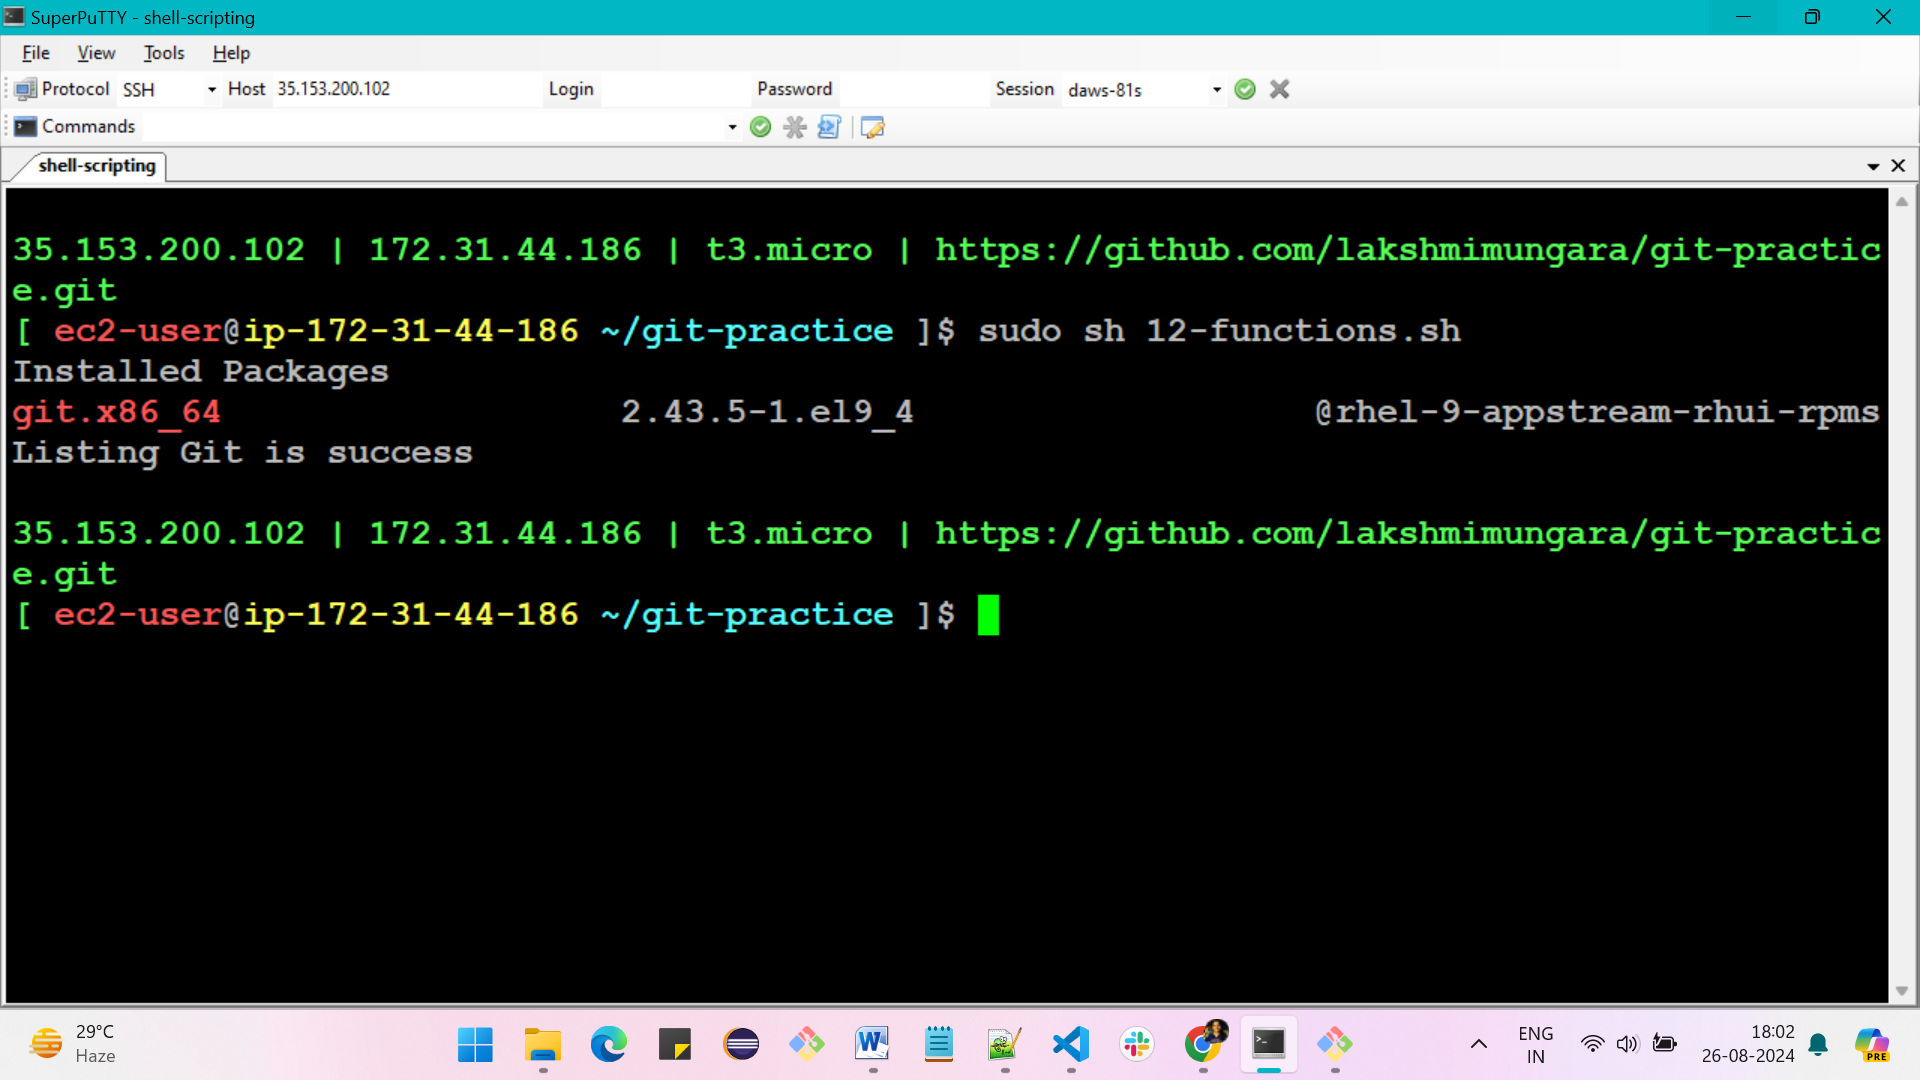 SuperPuTTY - shell-scripting
File View Tools Help
Protocol SSH Host 35.153.200.102 Login Password Session daws-81s
Commands
shell-scripting
35.153.200.102 | 172.31.44.186 | t3.micro | https://github.com/lakshmimungara/git-practic
e.git
[ ec2-user@ip-172-31-44-186 ~/git-practice ]$ sudo sh 12-functions.sh
Installed Packages
git.x86_64 2.43.5-1.el9_4 @rhel-9-appstream-rhui-rpms
Listing Git is success
35.153.200.102 | 172.31.44.186 | t3.micro | https://github.com/lakshmimungara/git-practic
e.git
[ ec2-user@ip-172-31-44-186 ~/git-practice ]$
29°C
Haze
W
ENG
IN
18:02
26-08-2024
PRE